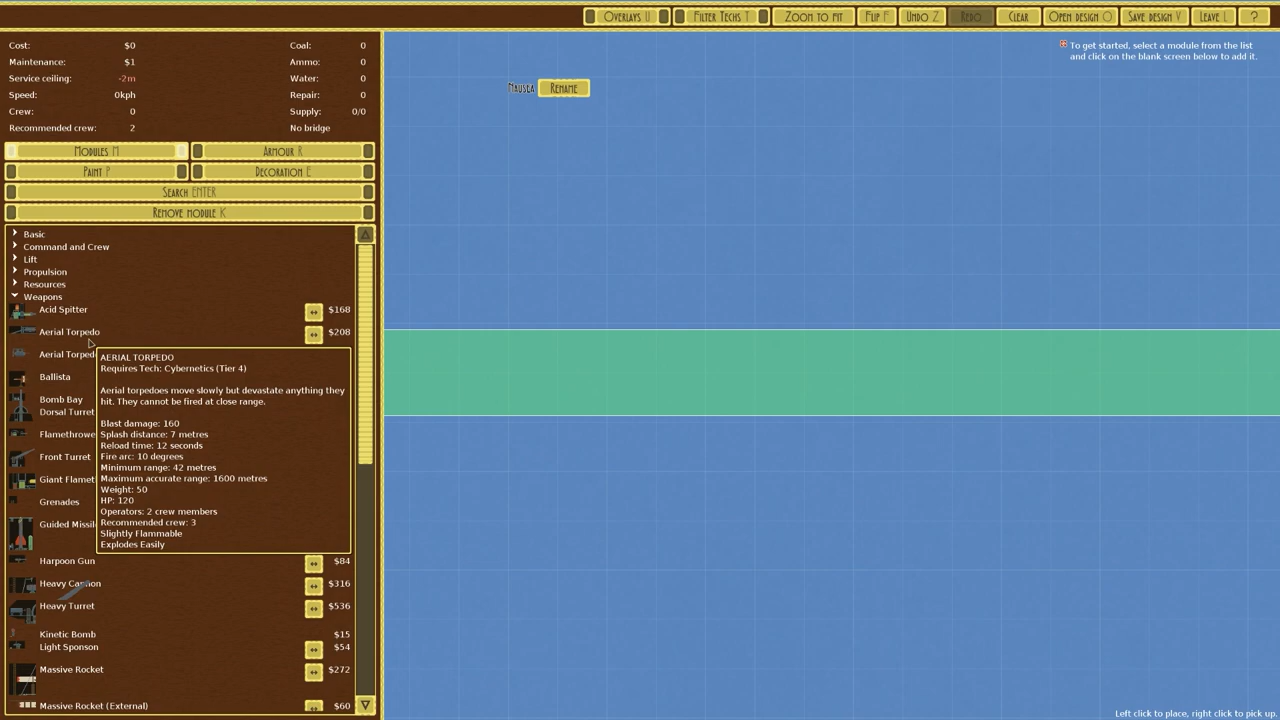 OVERLAYS U
FILTER TECHS T
ZOOM TO FIT
FLIP F
UNDO Z
REDO
CLEAR
OPEN DESIGN O
SAVE DESIGN V
LEAVE L
?
Cost: $0
Coal: 0
Maintenance: $1
Ammo: 0
Service ceiling: -2m
Water: 0
Speed: 0kph
Repair: 0
Crew: 0
Supply: 0/0
Recommended crew: 2
No bridge
To get started, select a module from the list
and click on the blank screen below to add it.
NAUSEA
RENAME
MODULES M
ARMOUR R
PAINT P
DECORATION E
SEARCH ENTER
REMOVE MODULE K
Basic
Command and Crew
Lift
Propulsion
Resources
Weapons
Acid Spitter $168
Aerial Torpedo $208
Aerial Torped
Ballista
Bomb Bay
Dorsal Turret
Flamethrowe
Front Turret
Giant Flamet
Grenades
Guided Missil
AERIAL TORPEDO
Requires Tech: Cybernetics (Tier 4)
Aerial torpedoes move slowly but devastate anything they
hit. They cannot be fired at close range.
Blast damage: 160
Splash distance: 7 metres
Reload time: 12 seconds
Fire arc: 10 degrees
Minimum range: 42 metres
Maximum accurate range: 1600 metres
Weight: 50
HP: 120
Operators: 2 crew members
Recommended crew: 3
Slightly Flammable
Explodes Easily
Harpoon Gun $84
Heavy Cannon $316
Heavy Turret $536
Kinetic Bomb $15
Light Sponson $54
Massive Rocket $272
Massive Rocket (External) $60
Left click to place, right click to pick up.